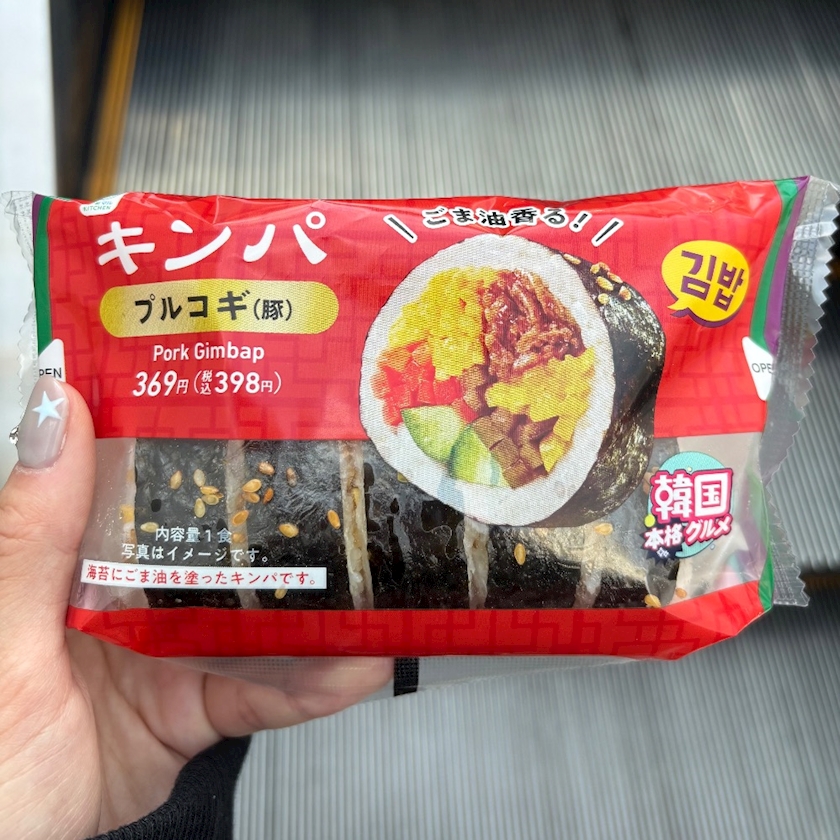 KITCHEN
キンパ
ごま油香る!
김밥
プルコギ(豚)
Pork Gimbap
369円(税込398円)
OPEN
韓国
本格グルメ
内容量1食
写真はイメージです。
海苔にごま油を塗ったキンパです。